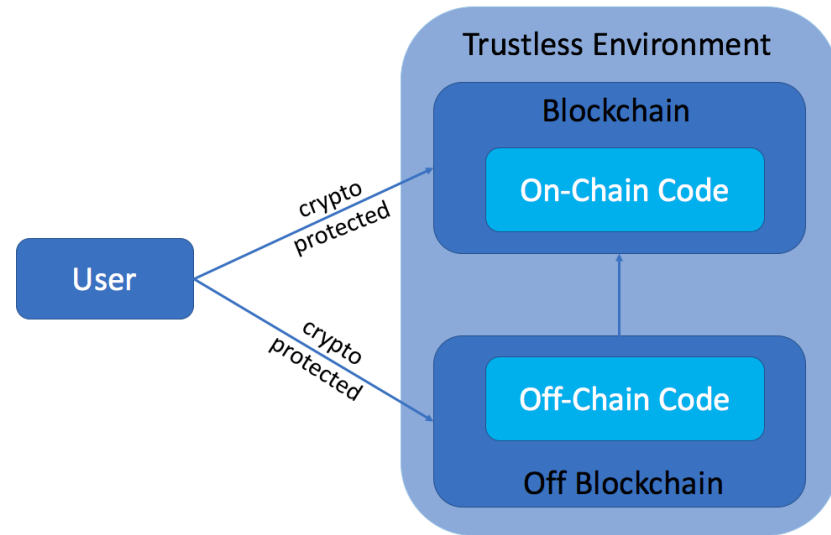 Trustless Environment
Blockchain
On-Chain Code
crypto
protected
User
crypto
protected
Off-Chain Code
Off Blockchain